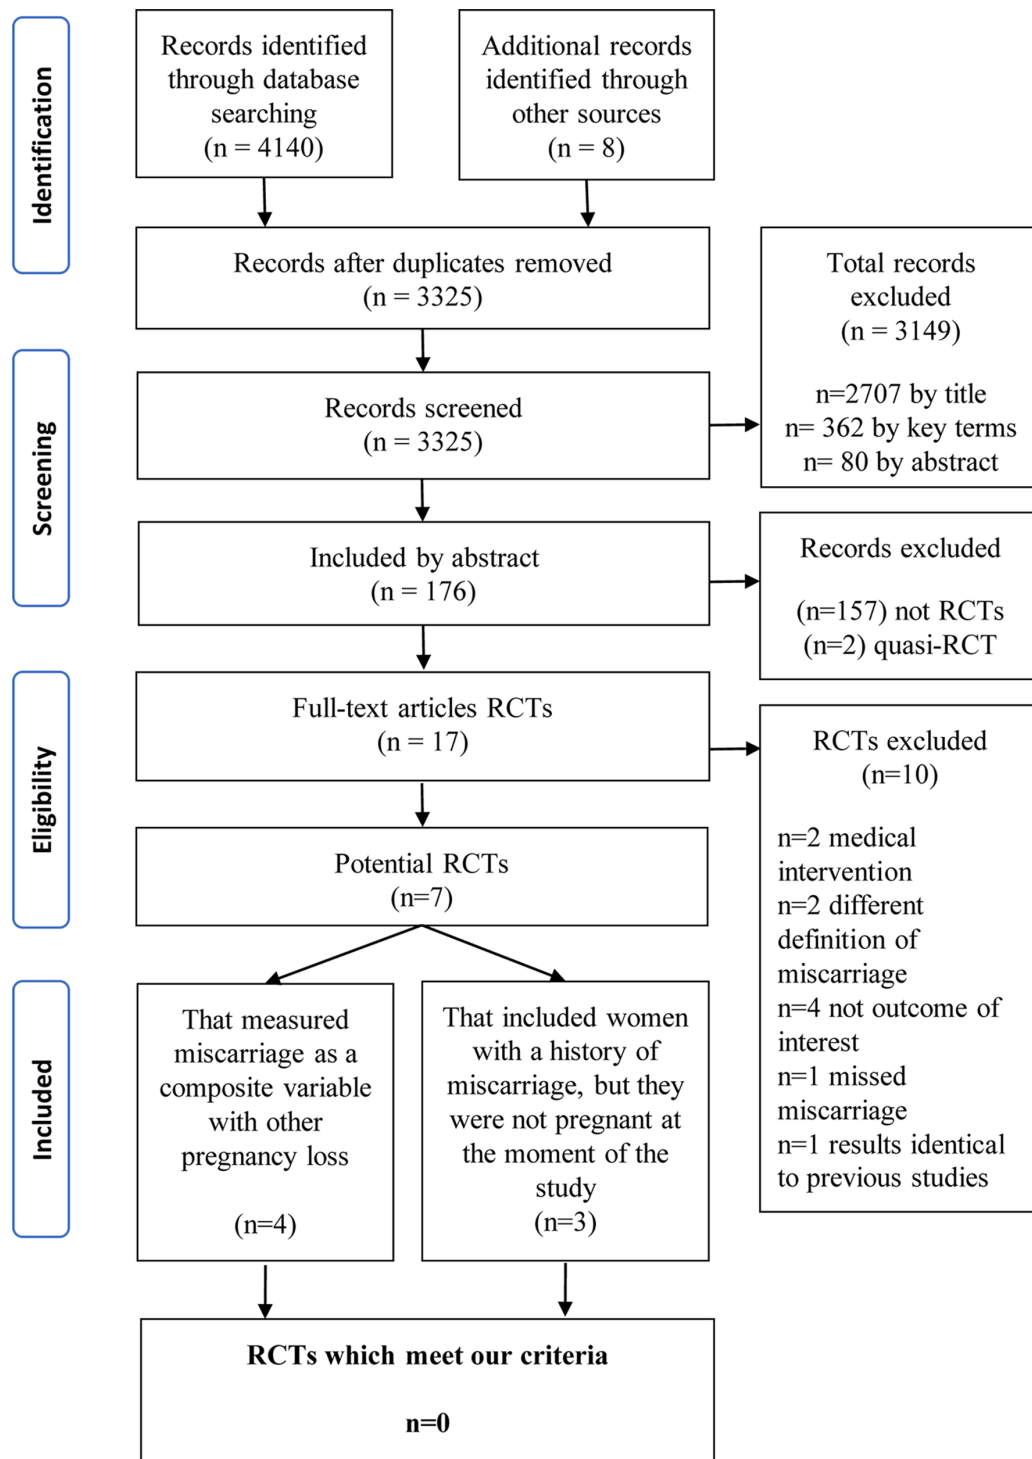 Identification
Records identified
through database
searching
(n = 4140)
Additional records
identified through
other sources
(n = 8)
Records after duplicates removed
(n = 3325)
Total records
excluded
(n = 3149)
n=2707 by title
n= 362 by key terms
n= 80 by abstract
Screening
Records screened
(n = 3325)
Included by abstract
(n = 176)
Records excluded
(n=157) not RCTs
(n=2) quasi-RCT
Eligibility
Full-text articles RCTs
(n = 17)
RCTs excluded
(n=10)
n=2 medical
intervention
n=2 different
definition of
miscarriage
n=4 not outcome of
interest
n=1 missed
miscarriage
n=1 results identical
to previous studies
Potential RCTs
(n=7)
Included
That measured
miscarriage as a
composite variable
with other
pregnancy loss
(n=4)
That included women
with a history of
miscarriage, but they
were not pregnant at
the moment of the
study
(n=3)
RCTs which meet our criteria
n=0